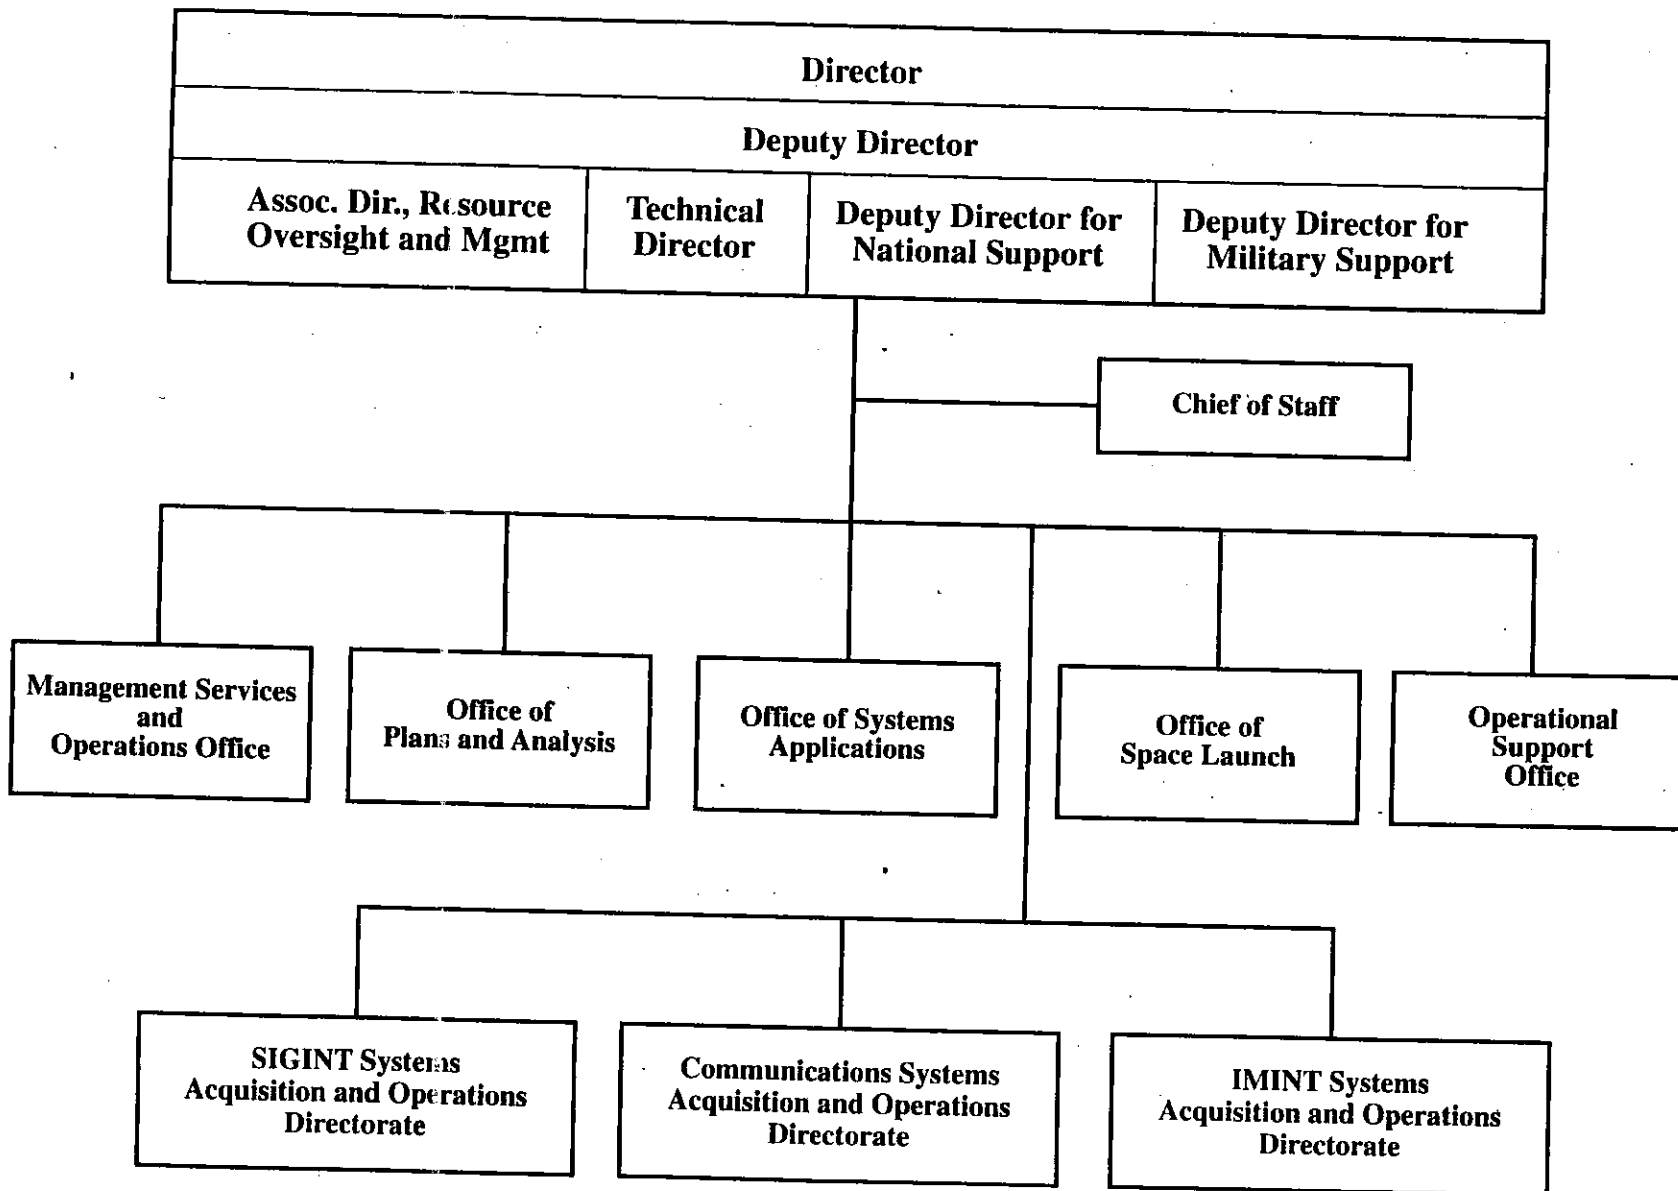 Director
Deputy Director
Assoc. Dir., Resource
Oversight and Mgmt
Technical
Director
Deputy Director for
National Support
Deputy Director for
Military Support
Chief of Staff
Management Services
and
Operations Office
Office of
Plans and Analysis
Office of Systems
Applications
Office of
Space Launch
Operational
Support
Office
SIGINT Systems
Acquisition and Operations
Directorate
Communications Systems
Acquisition and Operations
Directorate
IMINT Systems
Acquisition and Operations
Directorate